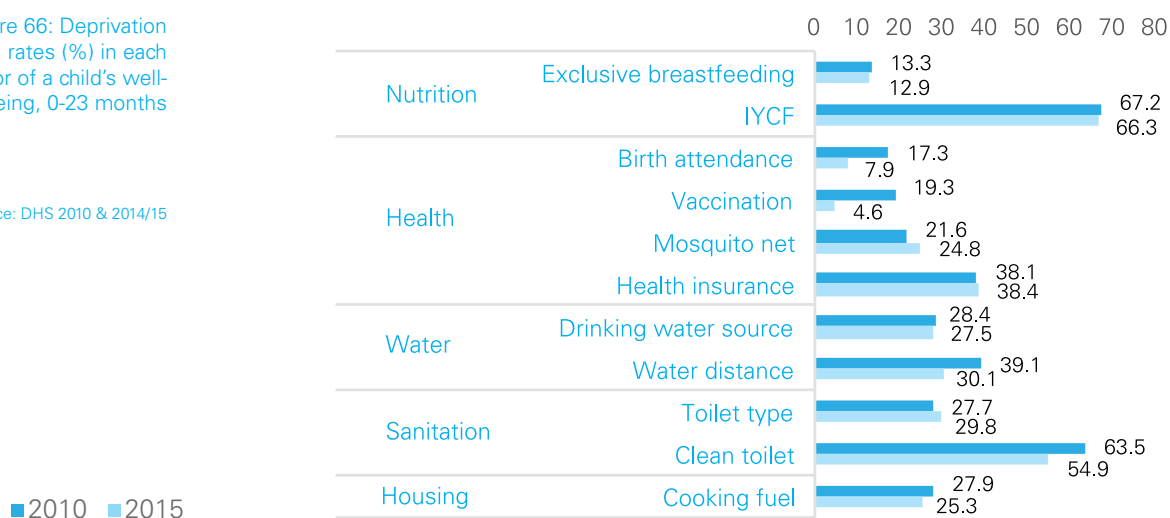 re 66: Deprivation
rates (%) in each
or of a child's well-
eing, 0-23 months
ce: DHS 2010 & 2014/15
0 10 20 30 40 50 60 70 80
Nutrition
Exclusive breastfeeding 13.3 12.9
IYCF 67.2 66.3
Health
Birth attendance 17.3 7.9
Vaccination 19.3 4.6
Mosquito net 21.6 24.8
Health insurance 38.1 38.4
Water
Drinking water source 28.4 27.5
Water distance 39.1 30.1
Sanitation
Toilet type 27.7 29.8
Clean toilet 63.5 54.9
Housing
Cooking fuel 27.9 25.3
2010 2015